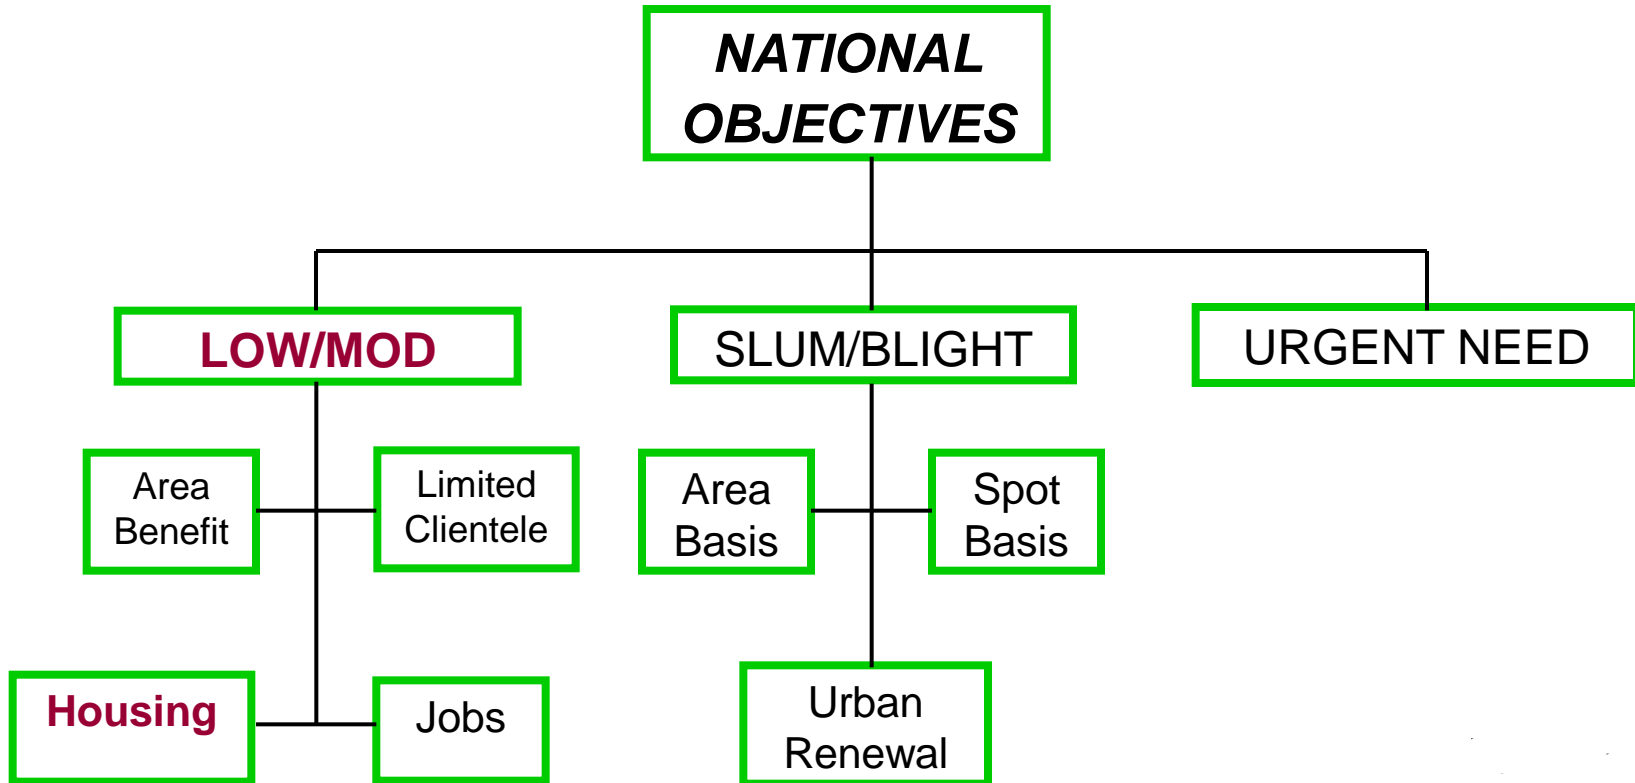 NATIONAL
OBJECTIVES
LOW/MOD
SLUM/BLIGHT
URGENT NEED
Area
Benefit
Limited
Clientele
Area
Basis
Spot
Basis
Housing
Jobs
Urban
Renewal